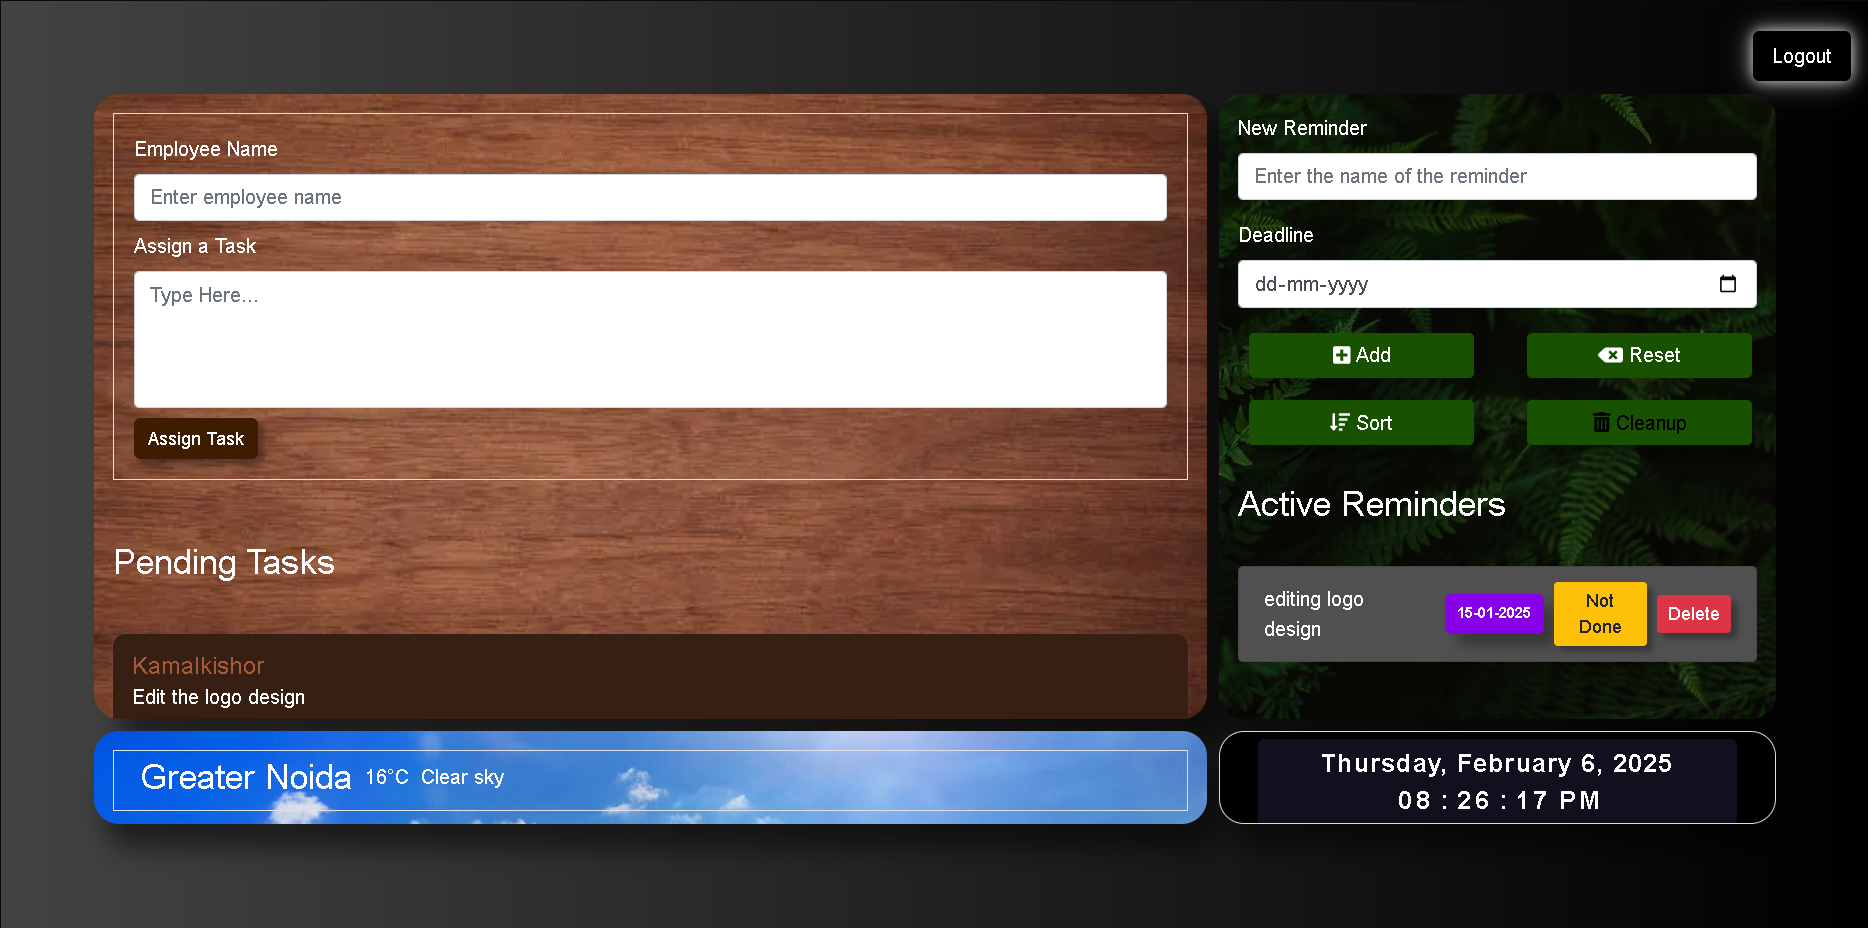 Logout
Employee Name
Enter employee name
Assign a Task
Type Here...
Assign Task
Pending Tasks
Kamalkishor
Edit the logo design
New Reminder
Enter the name of the reminder
Deadline
dd-mm-yyyy
Add
Reset
Sort
Cleanup
Active Reminders
editing logo
design
15-01-2025
Not
Done
Delete
Greater Noida 16°C Clear sky
Thursday, February 6, 2025
08 : 26 : 17 PM